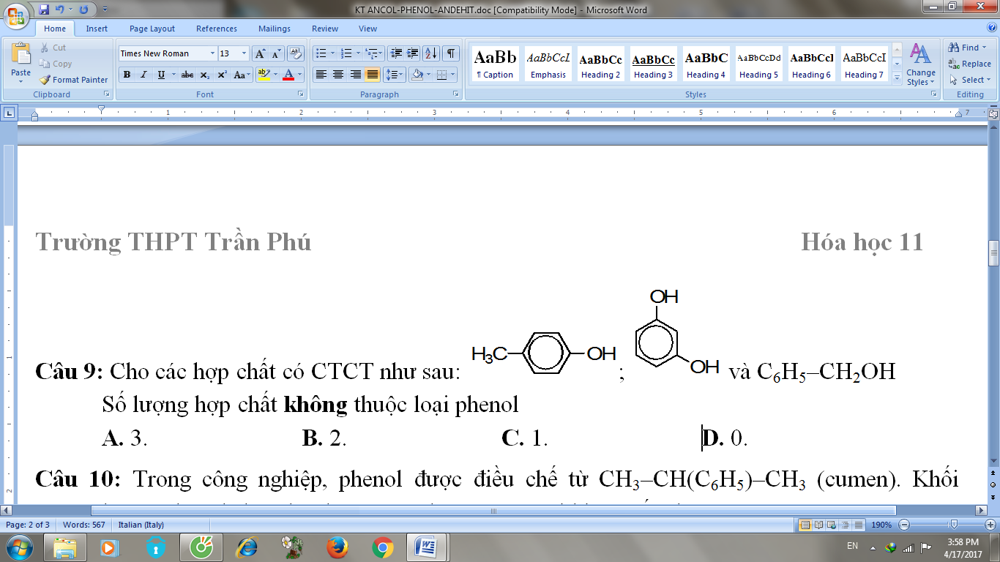 KT ANCOL-PHENOL-ANDEHIT.doc [Compatibility Mode] - Microsoft Word
Home Insert Page Layout References Mailings Review View
Paste
Cut
Copy
Format Painter
Clipboard
Times New Roman 13
B I U abc x₂ x² Aa
Font
Paragraph
AaBb AaBbCcL AaBbCc AaBbCc AaBbC AaBbCcDd AaBbCcI AaBbCcI
¶ Caption Emphasis Heading 2 Heading 3 Heading 4 Heading 5 Heading 6 Heading 7
Change Styles
Styles
Find
Replace
Select
Editing
1 2 3 4 5 6 7
Trường THPT Trần Phú Hóa học 11
Câu 9: Cho các hợp chất có CTCT như sau: H₃C OH ; OH OH và C₆H₅–CH₂OH
Số lượng hợp chất không thuộc loại phenol
A. 3. B. 2. C. 1. D. 0.
Câu 10: Trong công nghiệp, phenol được điều chế từ CH₃–CH(C₆H₅)–CH₃ (cumen). Khối
Page: 2 of 3 Words: 567 Italian (Italy) 190%
EN 3:58 PM
4/17/2017